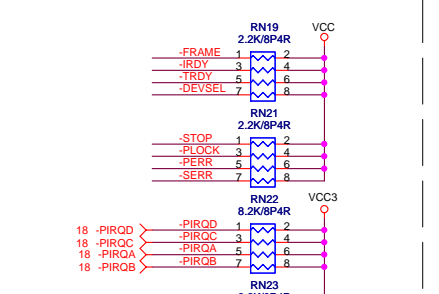 RN19 VCC
2.2K/8P4R
-FRAME 1 2
-IRDY 3 4
-TRDY 5 6
-DEVSEL 7 8
RN21
2.2K/8P4R
-STOP 1 2
-PLOCK 3 4
-PERR 5 6
-SERR 7 8
RN22 VCC3
8.2K/8P4R
18 -PIRQD -PIRQD 1 2
18 -PIRQC -PIRQC 3 4
18 -PIRQA -PIRQA 5 6
18 -PIRQB -PIRQB 7 8
RN23